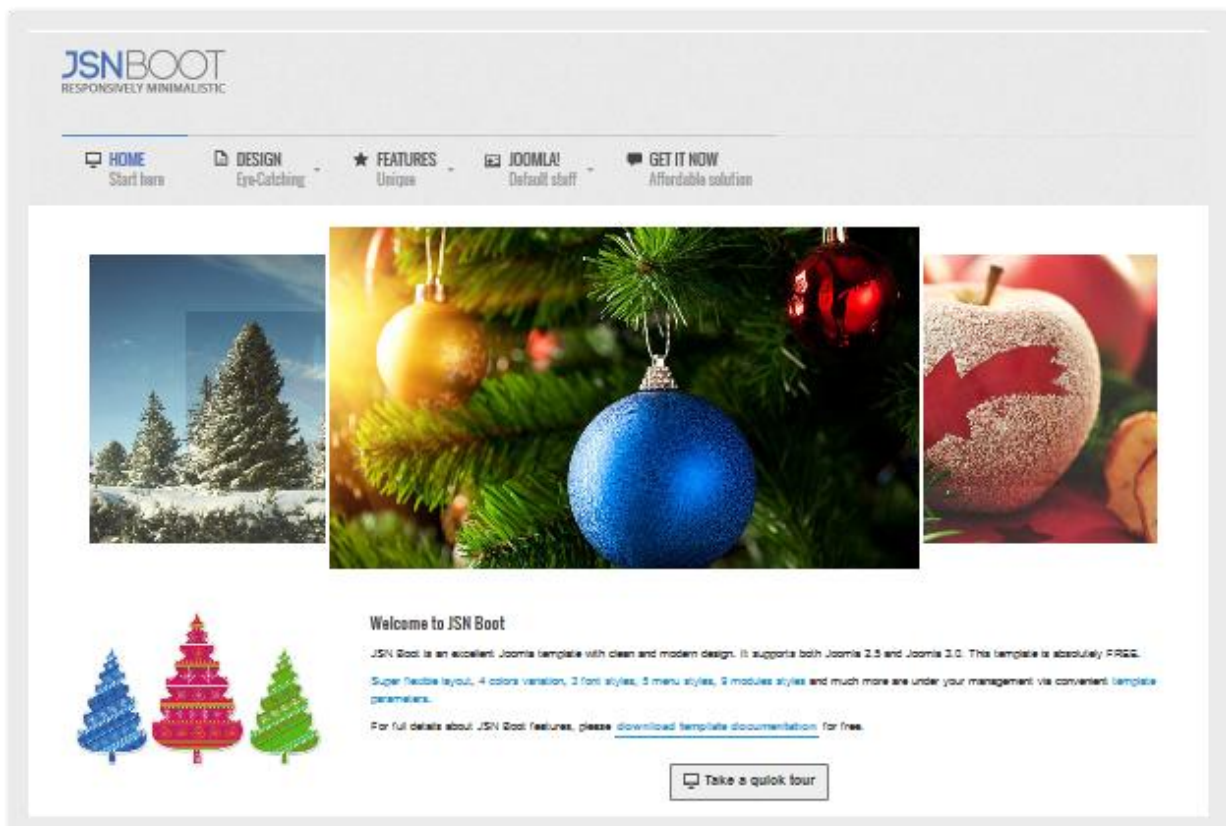 JSNBOOT
RESPONSIVELY MINIMALISTIC
HOME DESIGN FEATURES JOOMLA! GET IT NOW
Start here Eye-Catching Unique Default staff Affordable solution
Welcome to JSN Boot
JSN Boot is an excellent Joomla template with clean and modern design. It supports both Joomla 2.5 and Joomla 3.0. This template is absolutely FREE.
Super flexible layout, 4 colors variation, 3 font styles, 5 menu styles, 9 modules styles and much more are under your management via convenient template
parameters.
For full details about JSN Boot features, please download template documentation for free.
Take a quick tour